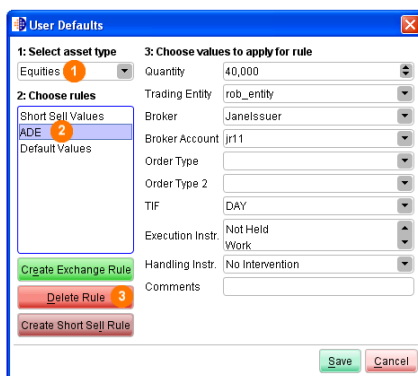 User Defaults
1: Select asset type
Equities 1
2: Choose rules
Short Sell Values
ADE 2
Default Values
Create Exchange Rule
Delete Rule 3
Create Short Sell Rule
3: Choose values to apply for rule
Quantity 40,000
Trading Entity rob_entity
Broker JaneIssuer
Broker Account jr11
Order Type
Order Type 2
TIF DAY
Execution Instr. Not Held
Work
Handling Instr. No Intervention
Comments
Save Cancel